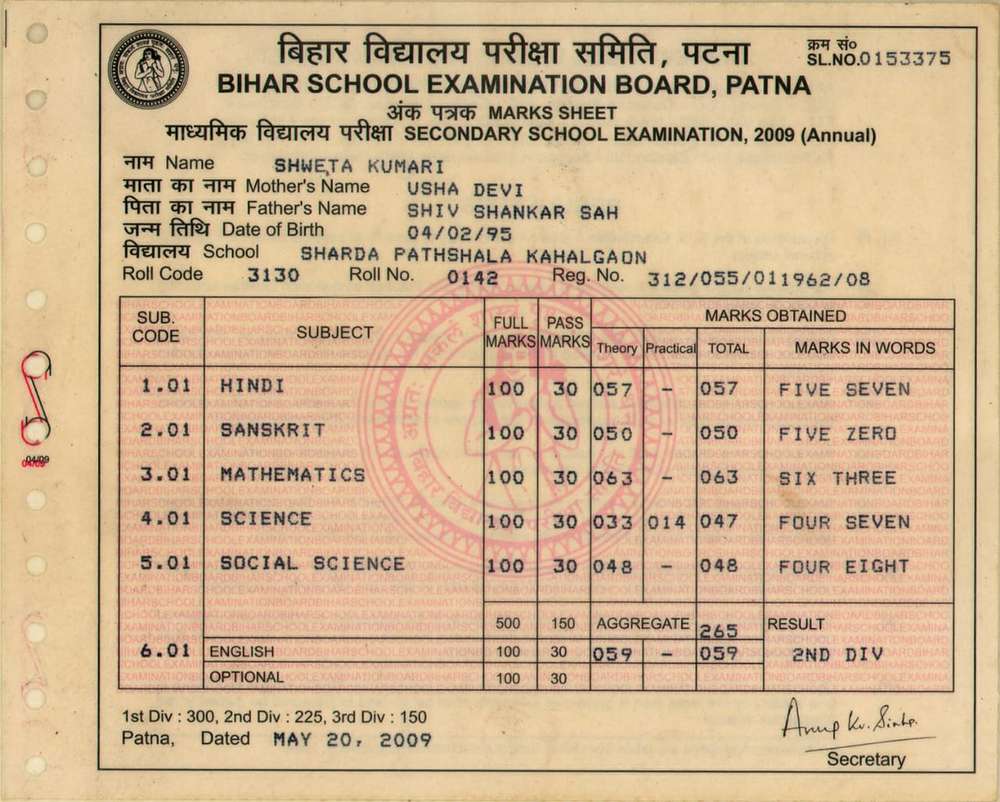 बिहार विद्यालय परीक्षा समिति, पटना
क्रम सं०
SL.NO.0153375
BIHAR SCHOOL EXAMINATION BOARD, PATNA
अंक पत्रक MARKS SHEET
माध्यमिक विद्यालय परीक्षा SECONDARY SCHOOL EXAMINATION, 2009 (Annual)
नाम Name SHWETA KUMARI
माता का नाम Mother's Name USHA DEVI
पिता का नाम Father's Name SHIV SHANKAR SAH
जन्म तिथि Date of Birth 04/02/95
विद्यालय School SHARDA PATHSHALA KAHALGAON
Roll Code 3130 Roll No. 0142 Reg. No. 312/055/011962/08
SUB. CODE SUBJECT FULL MARKS PASS MARKS MARKS OBTAINED
Theory Practical TOTAL MARKS IN WORDS
1.01 HINDI 100 30 057 - 057 FIVE SEVEN
2.01 SANSKRIT 100 30 050 - 050 FIVE ZERO
3.01 MATHEMATICS 100 30 063 - 063 SIX THREE
4.01 SCIENCE 100 30 033 014 047 FOUR SEVEN
5.01 SOCIAL SCIENCE 100 30 048 - 048 FOUR EIGHT
500 150 AGGREGATE 265 RESULT
6.01 ENGLISH 100 30 059 - 059 2ND DIV
OPTIONAL 100 30
1st Div : 300, 2nd Div : 225, 3rd Div : 150
Patna, Dated MAY 20, 2009
Anup Kr. Sinha
Secretary
04/09